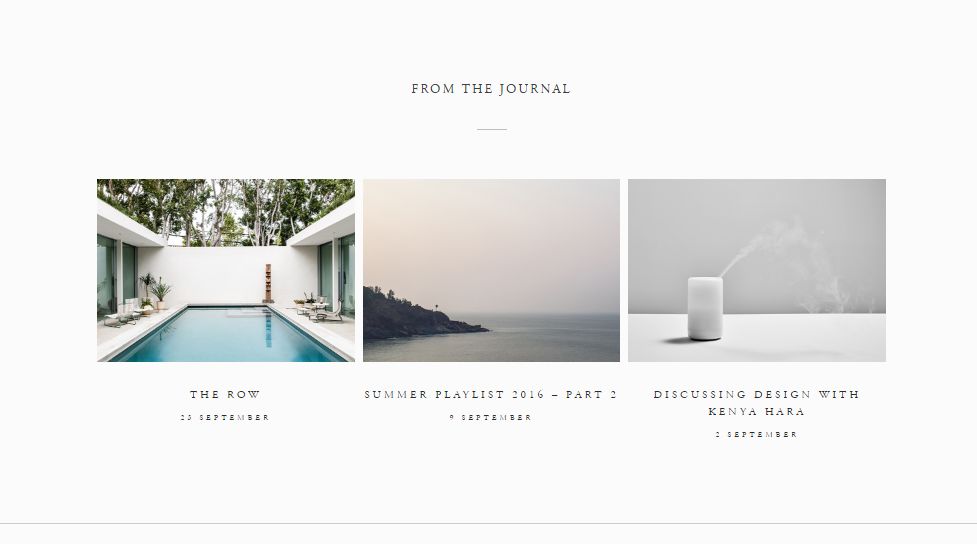 FROM THE JOURNAL
THE ROW
23 SEPTEMBER
SUMMER PLAYLIST 2016 – PART 2
9 SEPTEMBER
DISCUSSING DESIGN WITH
KENYA HARA
2 SEPTEMBER